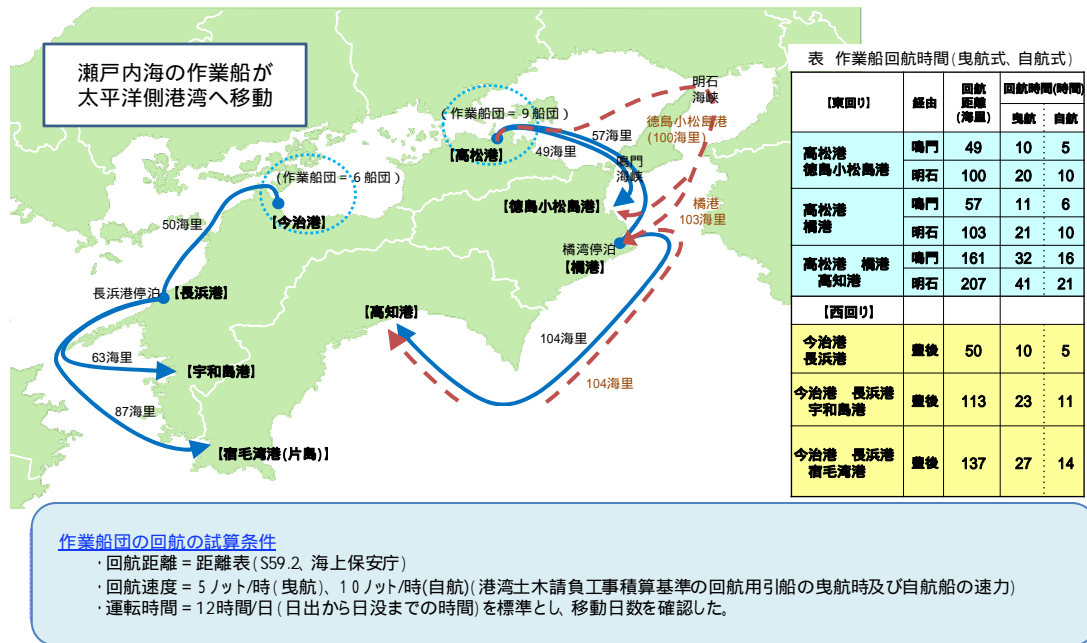 瀬戸内海の作業船が
太平洋側港湾へ移動
(作業船団=9船団)
【高松港】
57海里
49海里
明石
海峡
徳島小松島港
(100海里)
鳴門
海峡
(作業船団=6船団)
【今治港】
50海里
【徳島小松島港】
橘港
103海里
橘湾停泊
【橘港】
長浜港停泊
【長浜港】
【高知港】
104海里
104海里
63海里
【宇和島港】
87海里
【宿毛湾港(片島)】
表 作業船回航時間(曳航式、自航式)
【東回り】 経由 回航距離(海里) 回航時間(時間)
曳航 自航
高松港 徳島小松島港 鳴門 49 10 5
明石 100 20 10
高松港 橘港 鳴門 57 11 6
明石 103 21 10
高松港 橘港 高知港 鳴門 161 32 16
明石 207 41 21
【西回り】
今治港 長浜港 豊後 50 10 5
今治港 長浜港 宇和島港 豊後 113 23 11
今治港 長浜港 宿毛湾港 豊後 137 27 14
作業船団の回航の試算条件
・回航距離=距離表(S59.2、海上保安庁)
・回航速度=5ノット/時(曳航)、10ノット/時(自航)(港湾土木請負工事積算基準の回航用引船の曳航時及び自航船の速力)
・運転時間=12時間/日(日出から日没までの時間)を標準とし、移動日数を確認した。